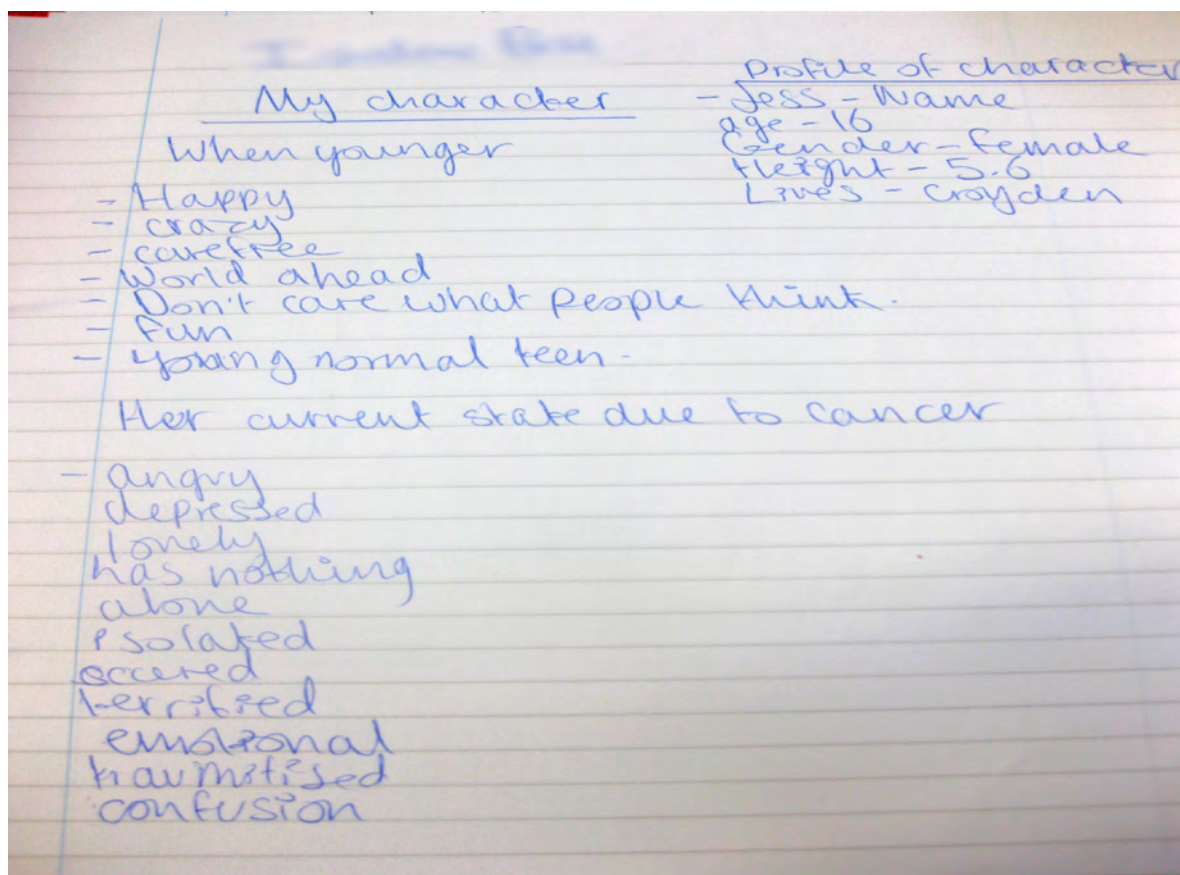 My character
When younger
- Happy
- crazy
- carefree
- World ahead
- Don't care what people think.
- fun
- young normal teen.
Profile of character
- Jess - Name
age - 16
Gender - female
Height - 5.6
Lives - Croyden
Her current state due to cancer
- angry
depressed
lonely
has nothing
alone
isolated
sccered
terrified
emotional
traumitised
confusion